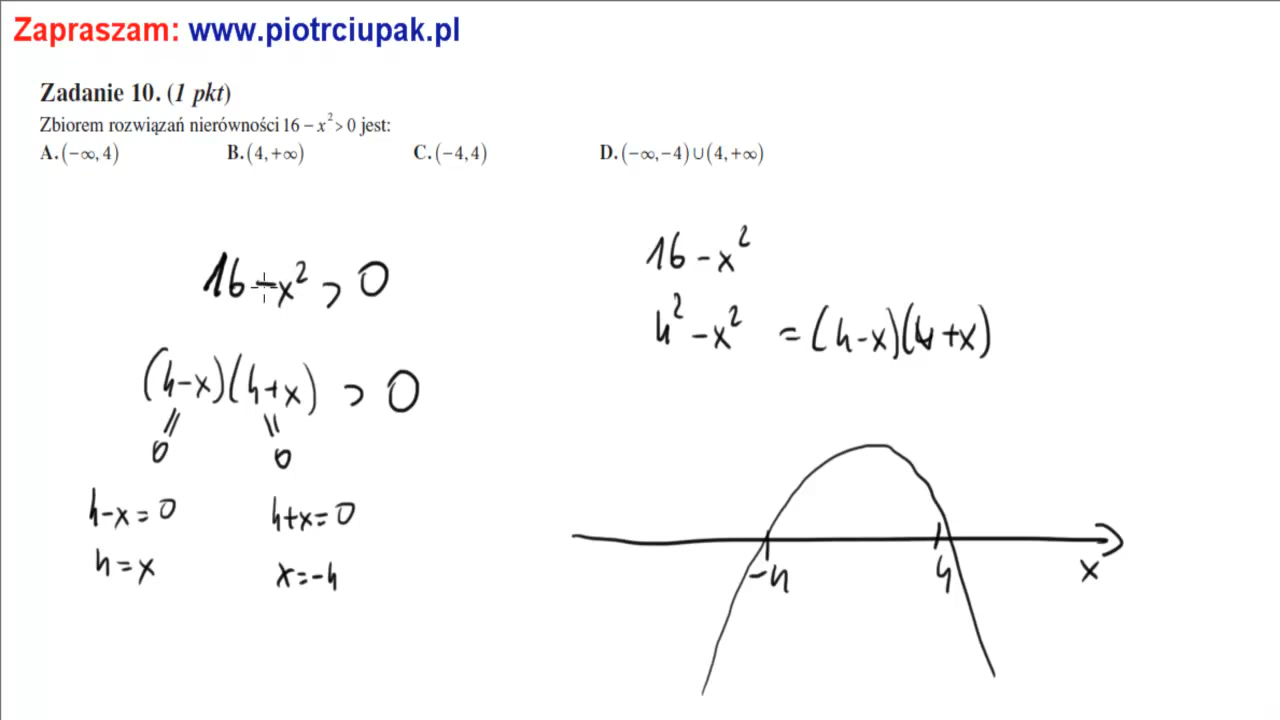 Zapraszam: www.piotrciupak.pl
Zadanie 10. (1 pkt)
Zbiorem rozwiązań nierówności 16 − x² > 0 jest:
A. (−∞, 4) B. (4, +∞) C. (−4, 4) D. (−∞, −4) ∪ (4, +∞)
16 − x² > 0
(4−x)(4+x) > 0
0 0
4−x=0 4+x=0
4=x x=−4
16 − x²
4² − x² = (4−x)(4+x)
−4 4 x